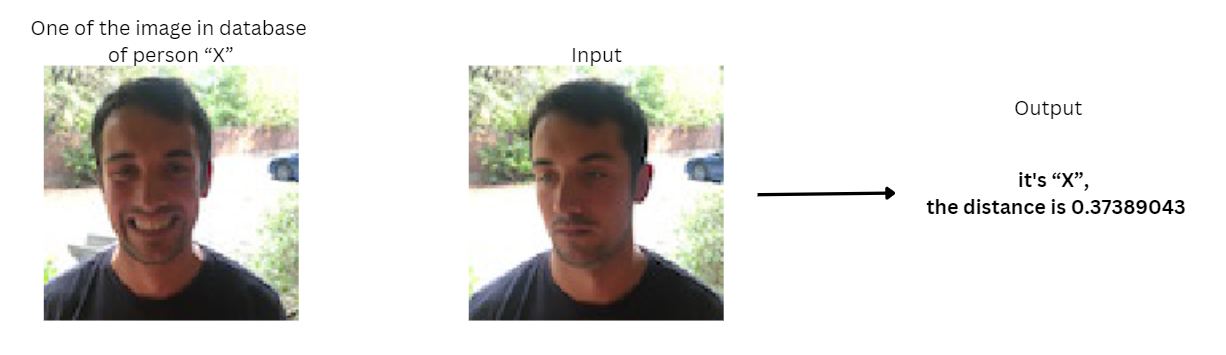 One of the image in database
of person “X”
Input
Output
it's “X”,
the distance is 0.37389043